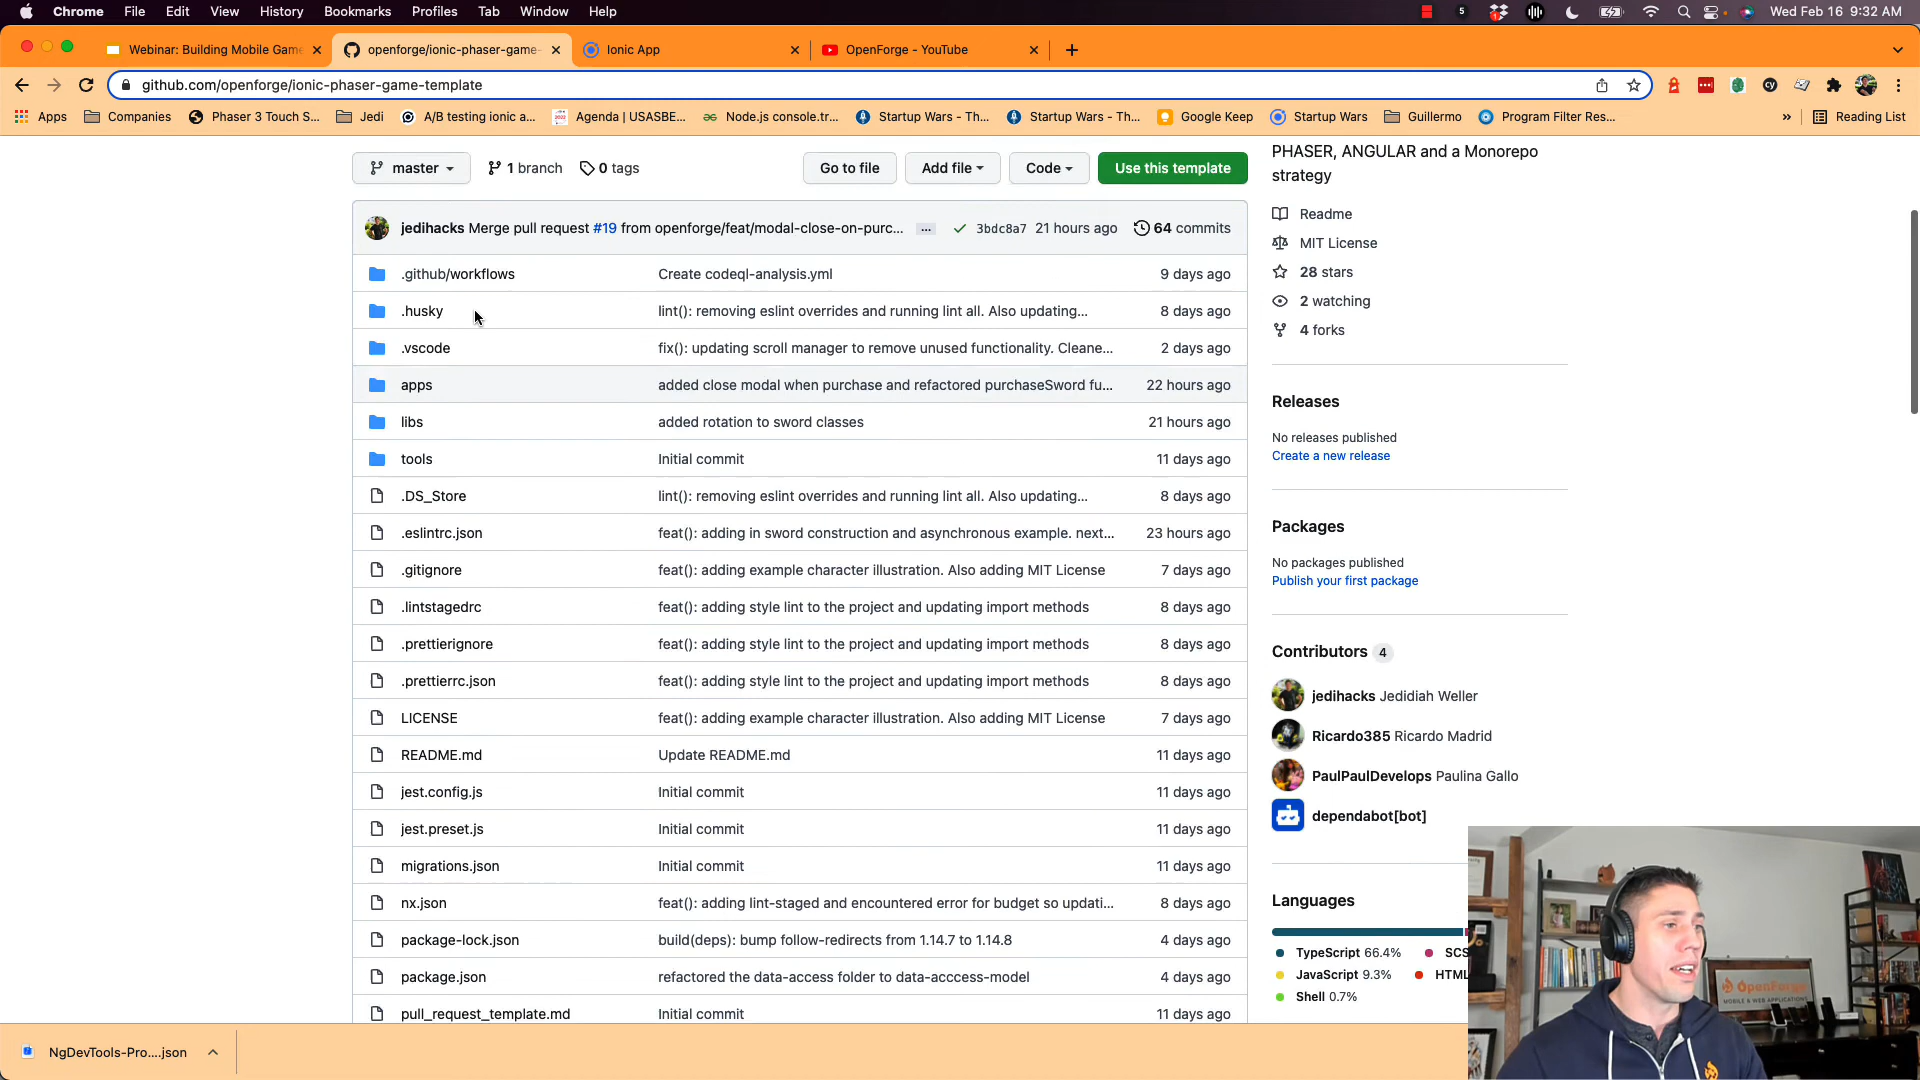 Chrome File Edit View History Bookmarks Profiles Tab Window Help 5 1 Wed Feb 16 9:32 AM
Webinar: Building Mobile Game openforge/ionic-phaser-game- Ionic App OpenForge - YouTube
github.com/openforge/ionic-phaser-game-template
Apps Companies Phaser 3 Touch S... Jedi A/B testing ionic a... Agenda | USASBE... Node.js console.tr... Startup Wars - Th... Startup Wars - Th... Google Keep Startup Wars Guillermo Program Filter Res... » Reading List
PHASER, ANGULAR and a Monorepo
strategy
master 1 branch 0 tags Go to file Add file Code Use this template
Readme
MIT License
28 stars
2 watching
4 forks
jedihacks Merge pull request #19 from openforge/feat/modal-close-on-purc... ... 3bdc8a7 21 hours ago 64 commits
.github/workflows Create codeql-analysis.yml 9 days ago
.husky lint(): removing eslint overrides and running lint all. Also updating... 8 days ago
.vscode fix(): updating scroll manager to remove unused functionality. Cleane... 2 days ago
apps added close modal when purchase and refactored purchaseSword fu... 22 hours ago
libs added rotation to sword classes 21 hours ago
tools Initial commit 11 days ago
.DS_Store lint(): removing eslint overrides and running lint all. Also updating... 8 days ago
.eslintrc.json feat(): adding in sword construction and asynchronous example. next... 23 hours ago
.gitignore feat(): adding example character illustration. Also adding MIT License 7 days ago
.lintstagedrc feat(): adding style lint to the project and updating import methods 8 days ago
.prettierignore feat(): adding style lint to the project and updating import methods 8 days ago
.prettierrc.json feat(): adding style lint to the project and updating import methods 8 days ago
LICENSE feat(): adding example character illustration. Also adding MIT License 7 days ago
README.md Update README.md 11 days ago
jest.config.js Initial commit 11 days ago
jest.preset.js Initial commit 11 days ago
migrations.json Initial commit 11 days ago
nx.json feat(): adding lint-staged and encountered error for budget so updati... 8 days ago
package-lock.json build(deps): bump follow-redirects from 1.14.7 to 1.14.8 4 days ago
package.json refactored the data-access folder to data-acccess-model 4 days ago
pull_request_template.md Initial commit 11 days ago
Releases
No releases published
Create a new release
Packages
No packages published
Publish your first package
Contributors 4
jedihacks Jedidiah Weller
Ricardo385 Ricardo Madrid
PaulPaulDevelops Paulina Gallo
dependabot[bot]
Languages
TypeScript 66.4% SCS
JavaScript 9.3% HTML
Shell 0.7%
OpenForge
MOBILE & WEB APPLICATIONS
NgDevTools-Pro....json